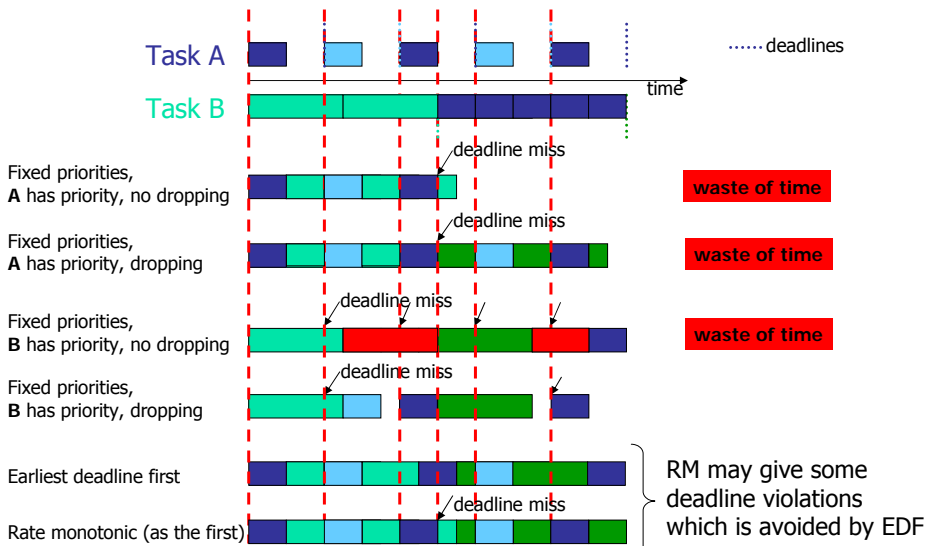 Task A
deadlines
time
Task B
deadline miss
Fixed priorities,
A has priority, no dropping
waste of time
deadline miss
Fixed priorities,
A has priority, dropping
waste of time
deadline miss
Fixed priorities,
B has priority, no dropping
waste of time
deadline miss
Fixed priorities,
B has priority, dropping
Earliest deadline first
RM may give some
deadline violations
which is avoided by EDF
deadline miss
Rate monotonic (as the first)